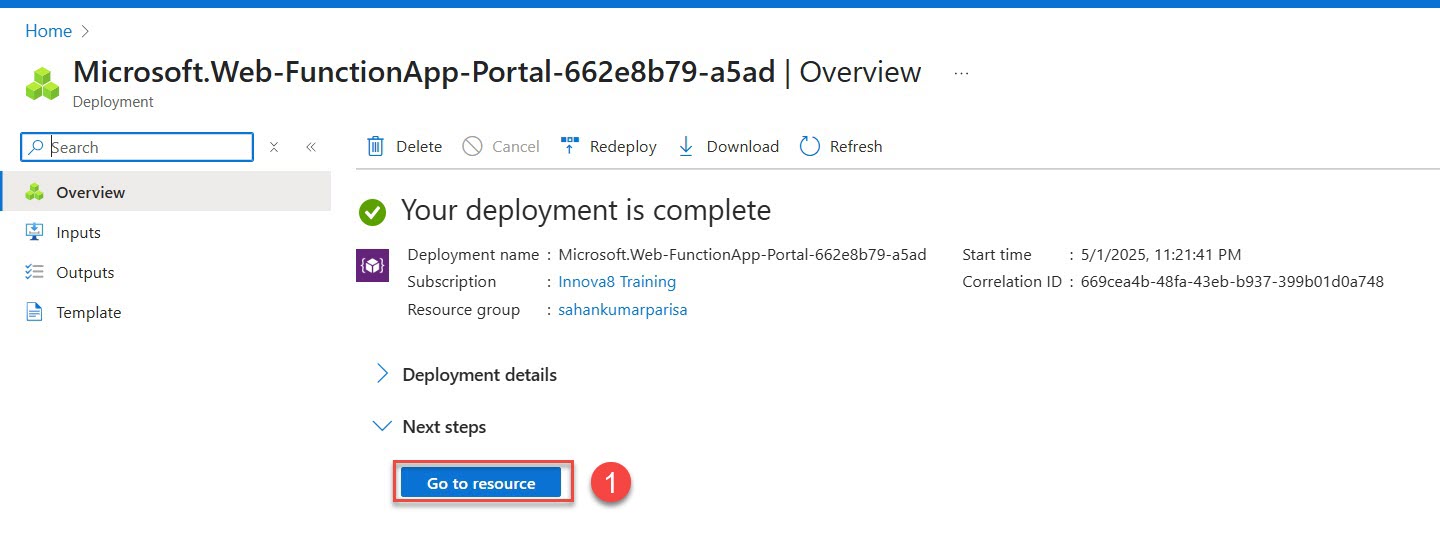 Home
Microsoft.Web-FunctionApp-Portal-662e8b79-a5ad | Overview ...
Deployment
Search
Delete Cancel Redeploy Download Refresh
Overview
Inputs
Outputs
Template
Your deployment is complete
Deployment name : Microsoft.Web-FunctionApp-Portal-662e8b79-a5ad Start time : 5/1/2025, 11:21:41 PM
Subscription : Innova8 Training Correlation ID : 669cea4b-48fa-43eb-b937-399b01d0a748
Resource group : sahankumarparisa
Deployment details
Next steps
Go to resource 1